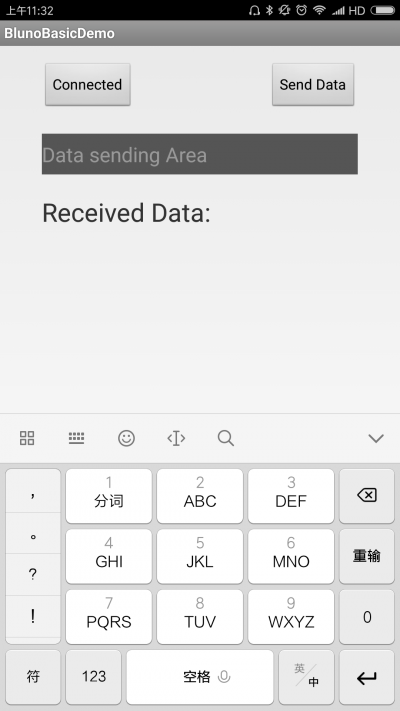 上午11:32 HD
BlunoBasicDemo
Connected Send Data
Data sending Area
Received Data:
， 1 2 3
分词 ABC DEF
。 4 5 6
GHI JKL MNO 重输
? 7 8 9
! PQRS TUV WXYZ 0
符 123 空格 英/中